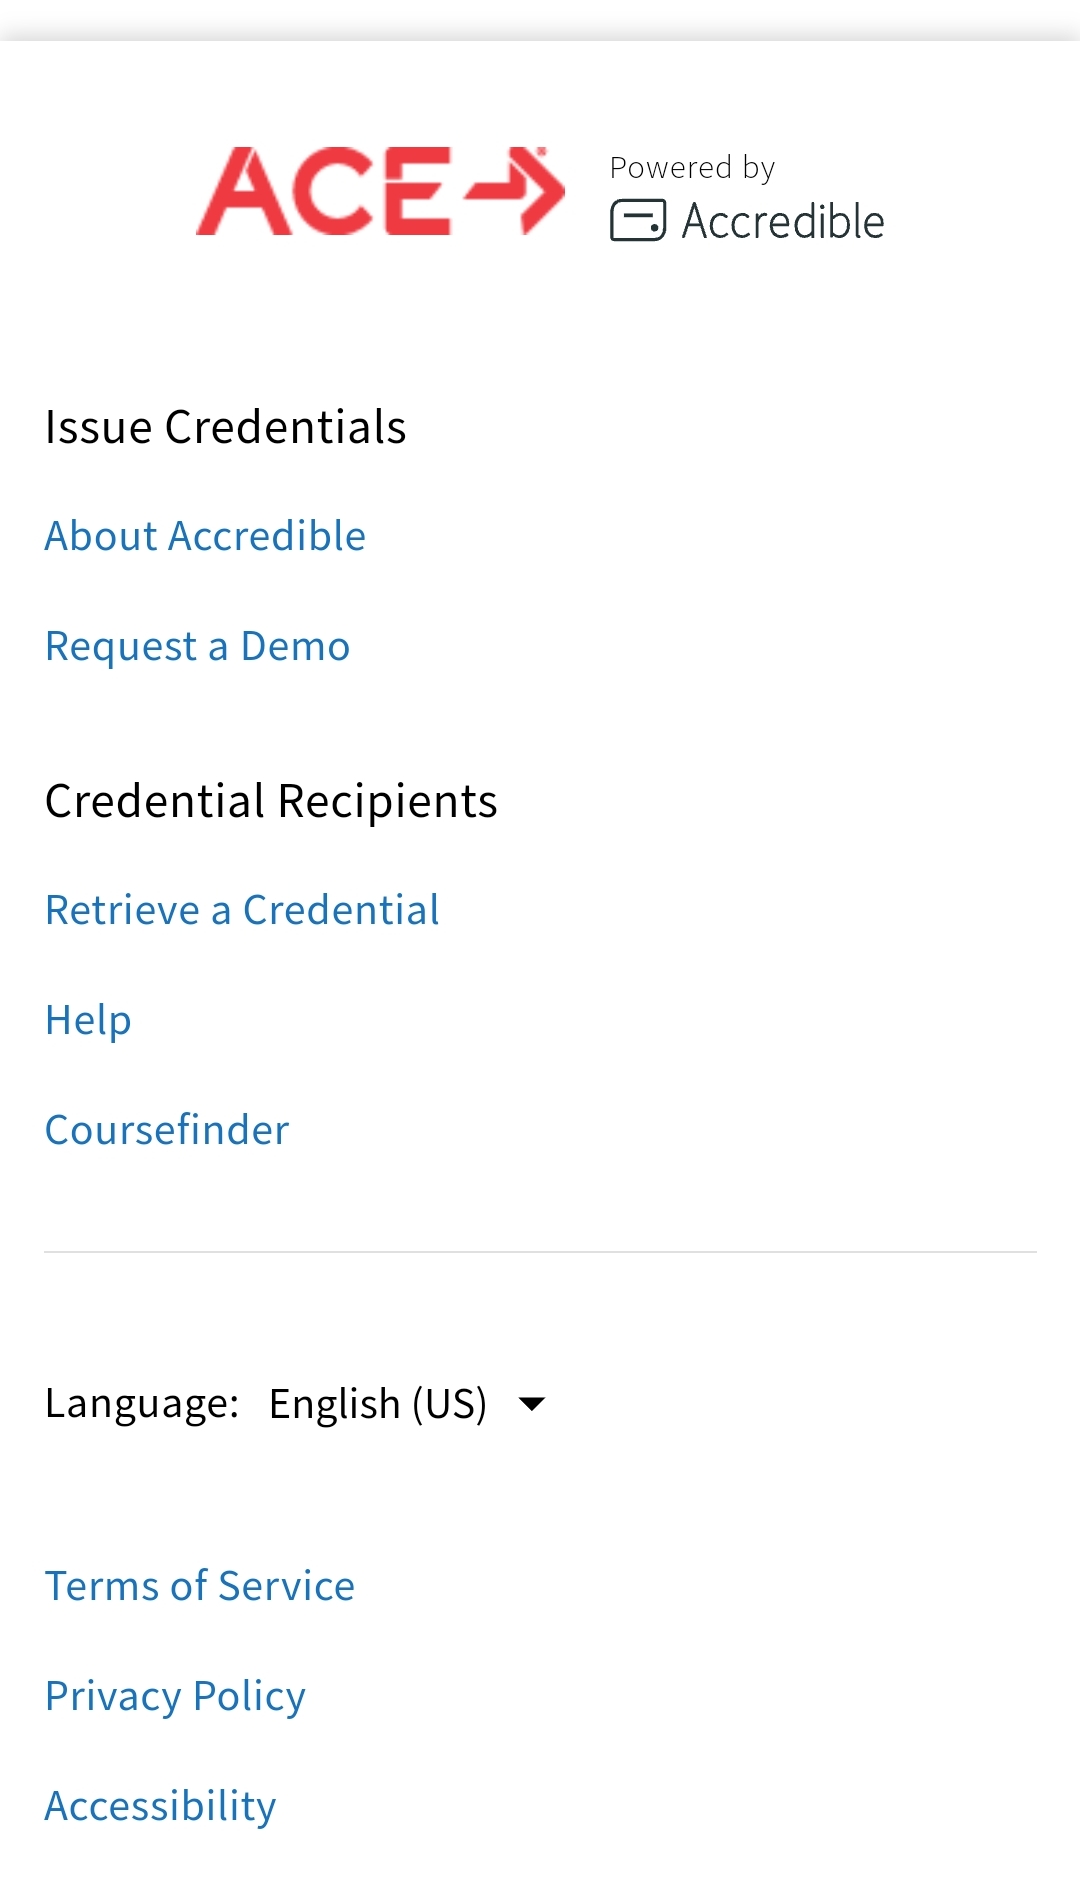 ACE
Powered by
Accredible
Issue Credentials
About Accredible
Request a Demo
Credential Recipients
Retrieve a Credential
Help
Coursefinder
Language: English (US)
Terms of Service
Privacy Policy
Accessibility